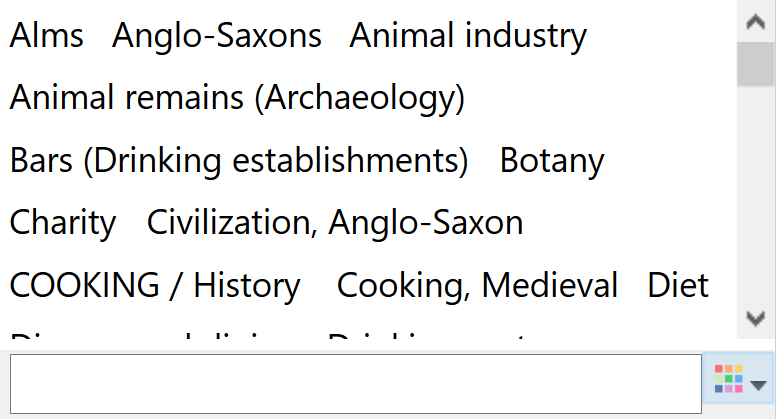 Alms Anglo-Saxons Animal industry
Animal remains (Archaeology)
Bars (Drinking establishments) Botany
Charity Civilization, Anglo-Saxon
COOKING / History Cooking, Medieval Diet